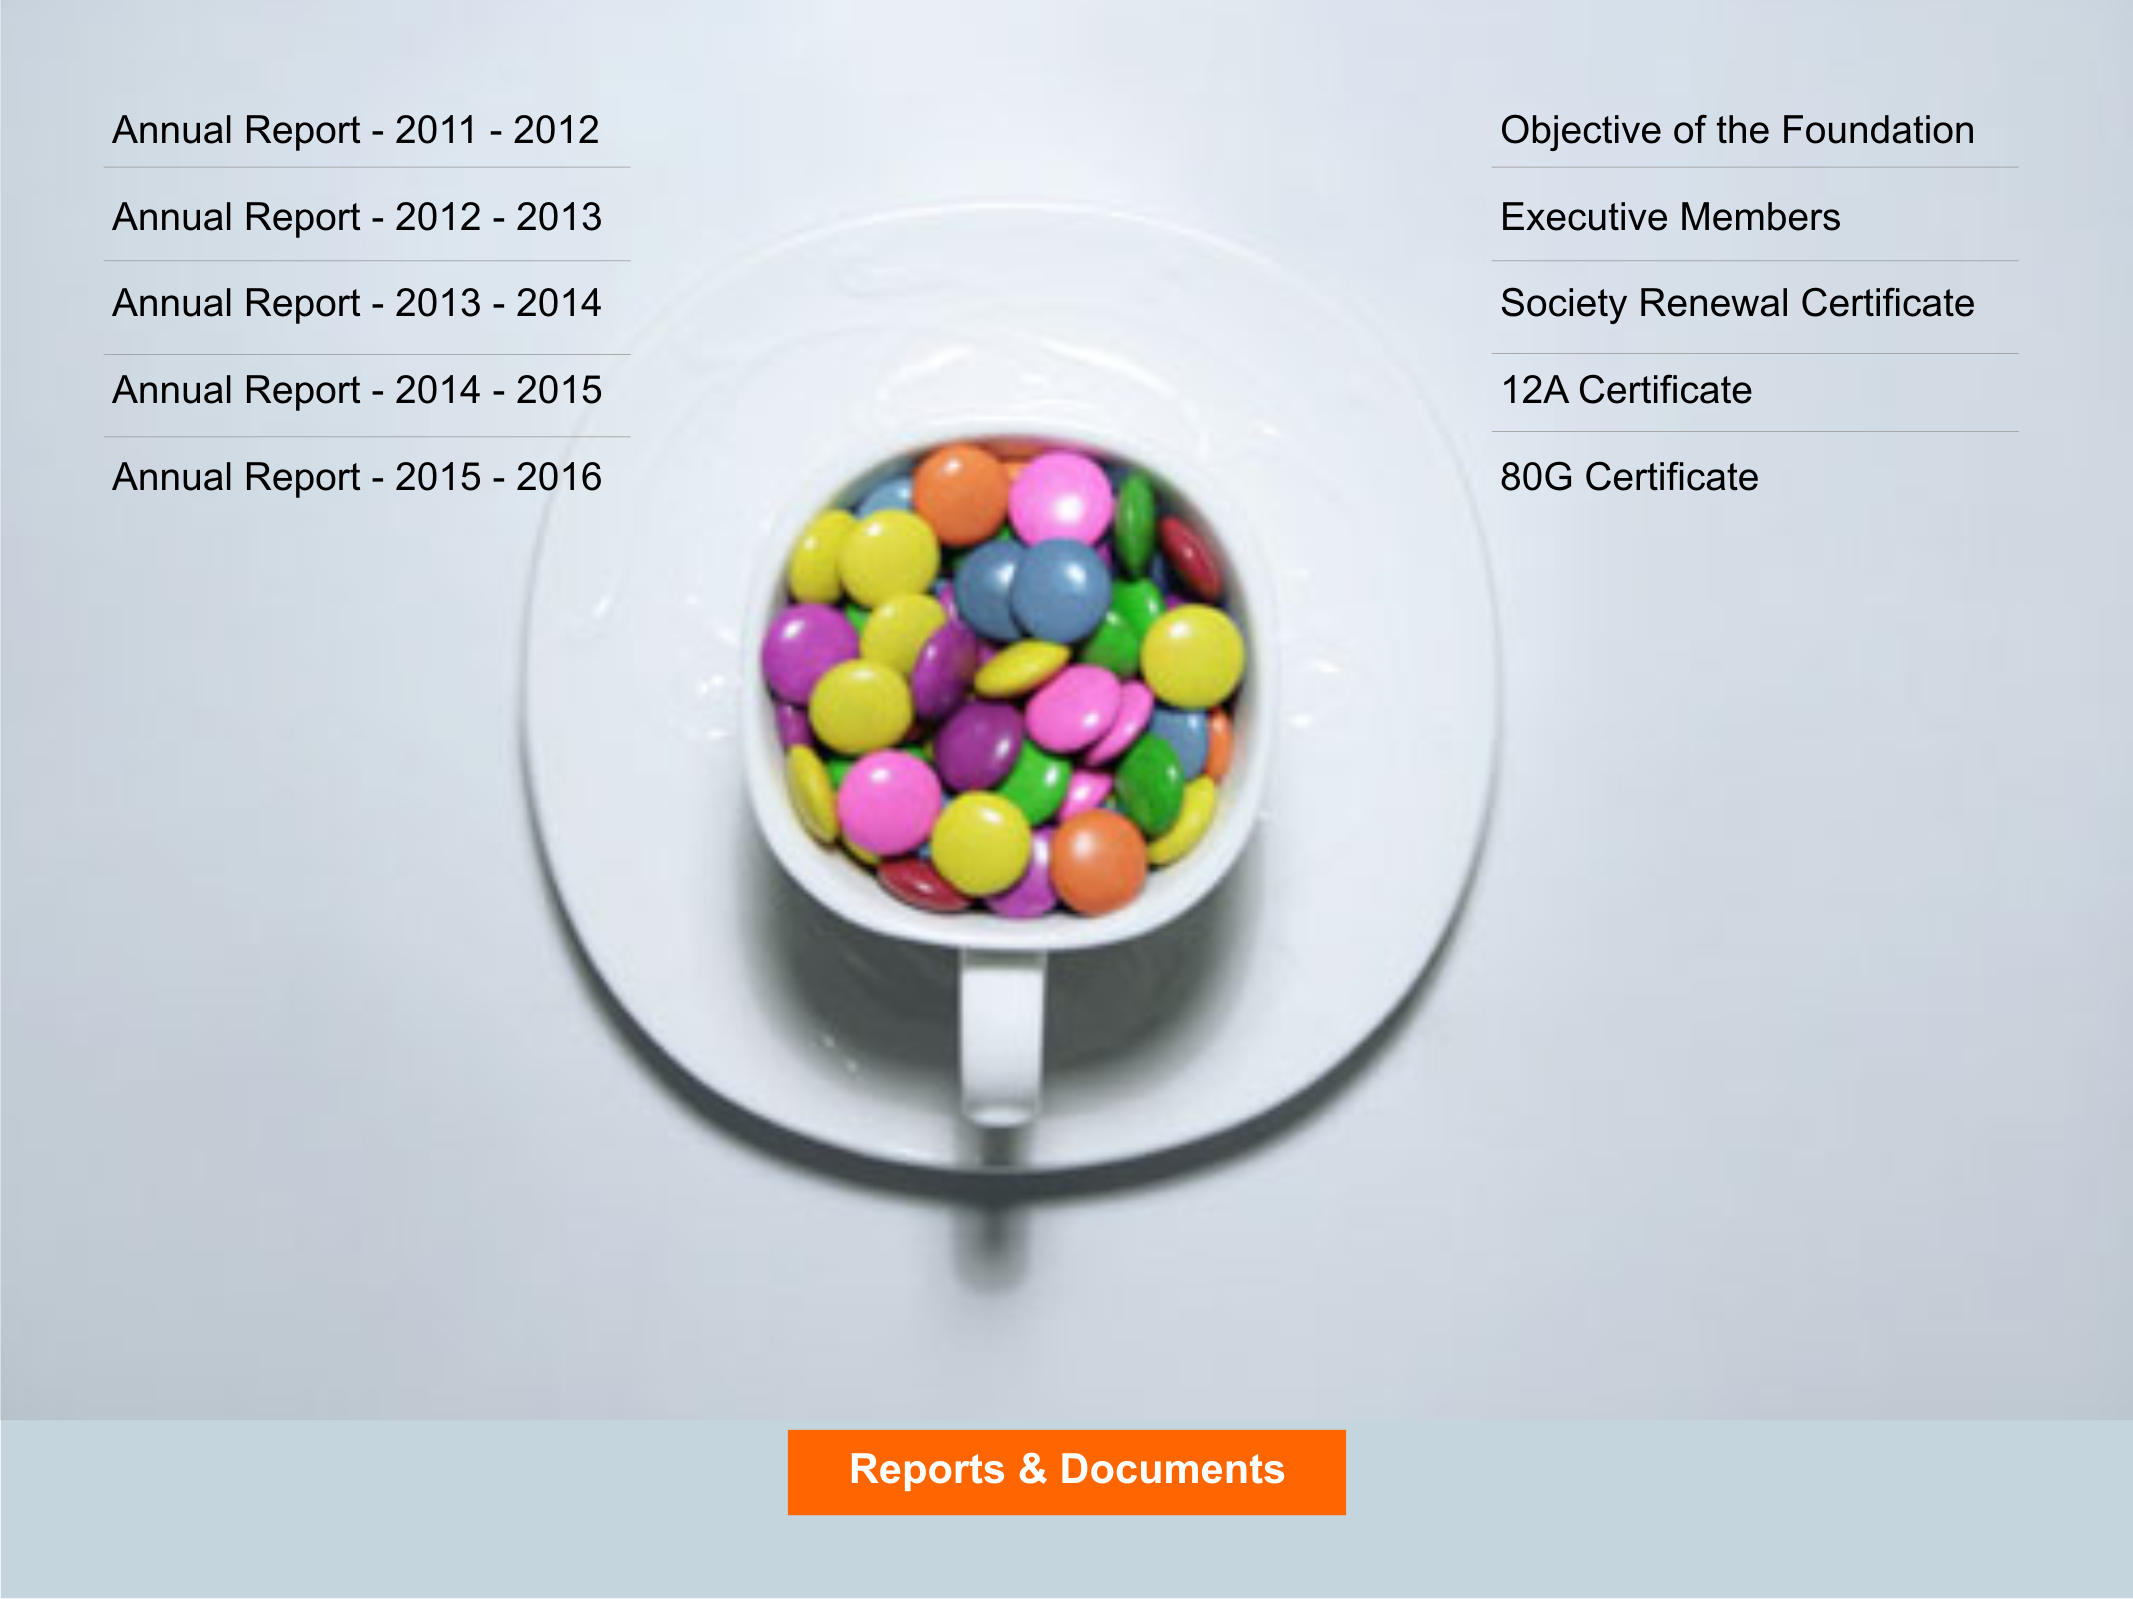 Annual Report - 2011 - 2012
Annual Report - 2012 - 2013
Annual Report - 2013 - 2014
Annual Report - 2014 - 2015
Annual Report - 2015 - 2016
Objective of the Foundation
Executive Members
Society Renewal Certificate
12A Certificate
80G Certificate
Reports & Documents